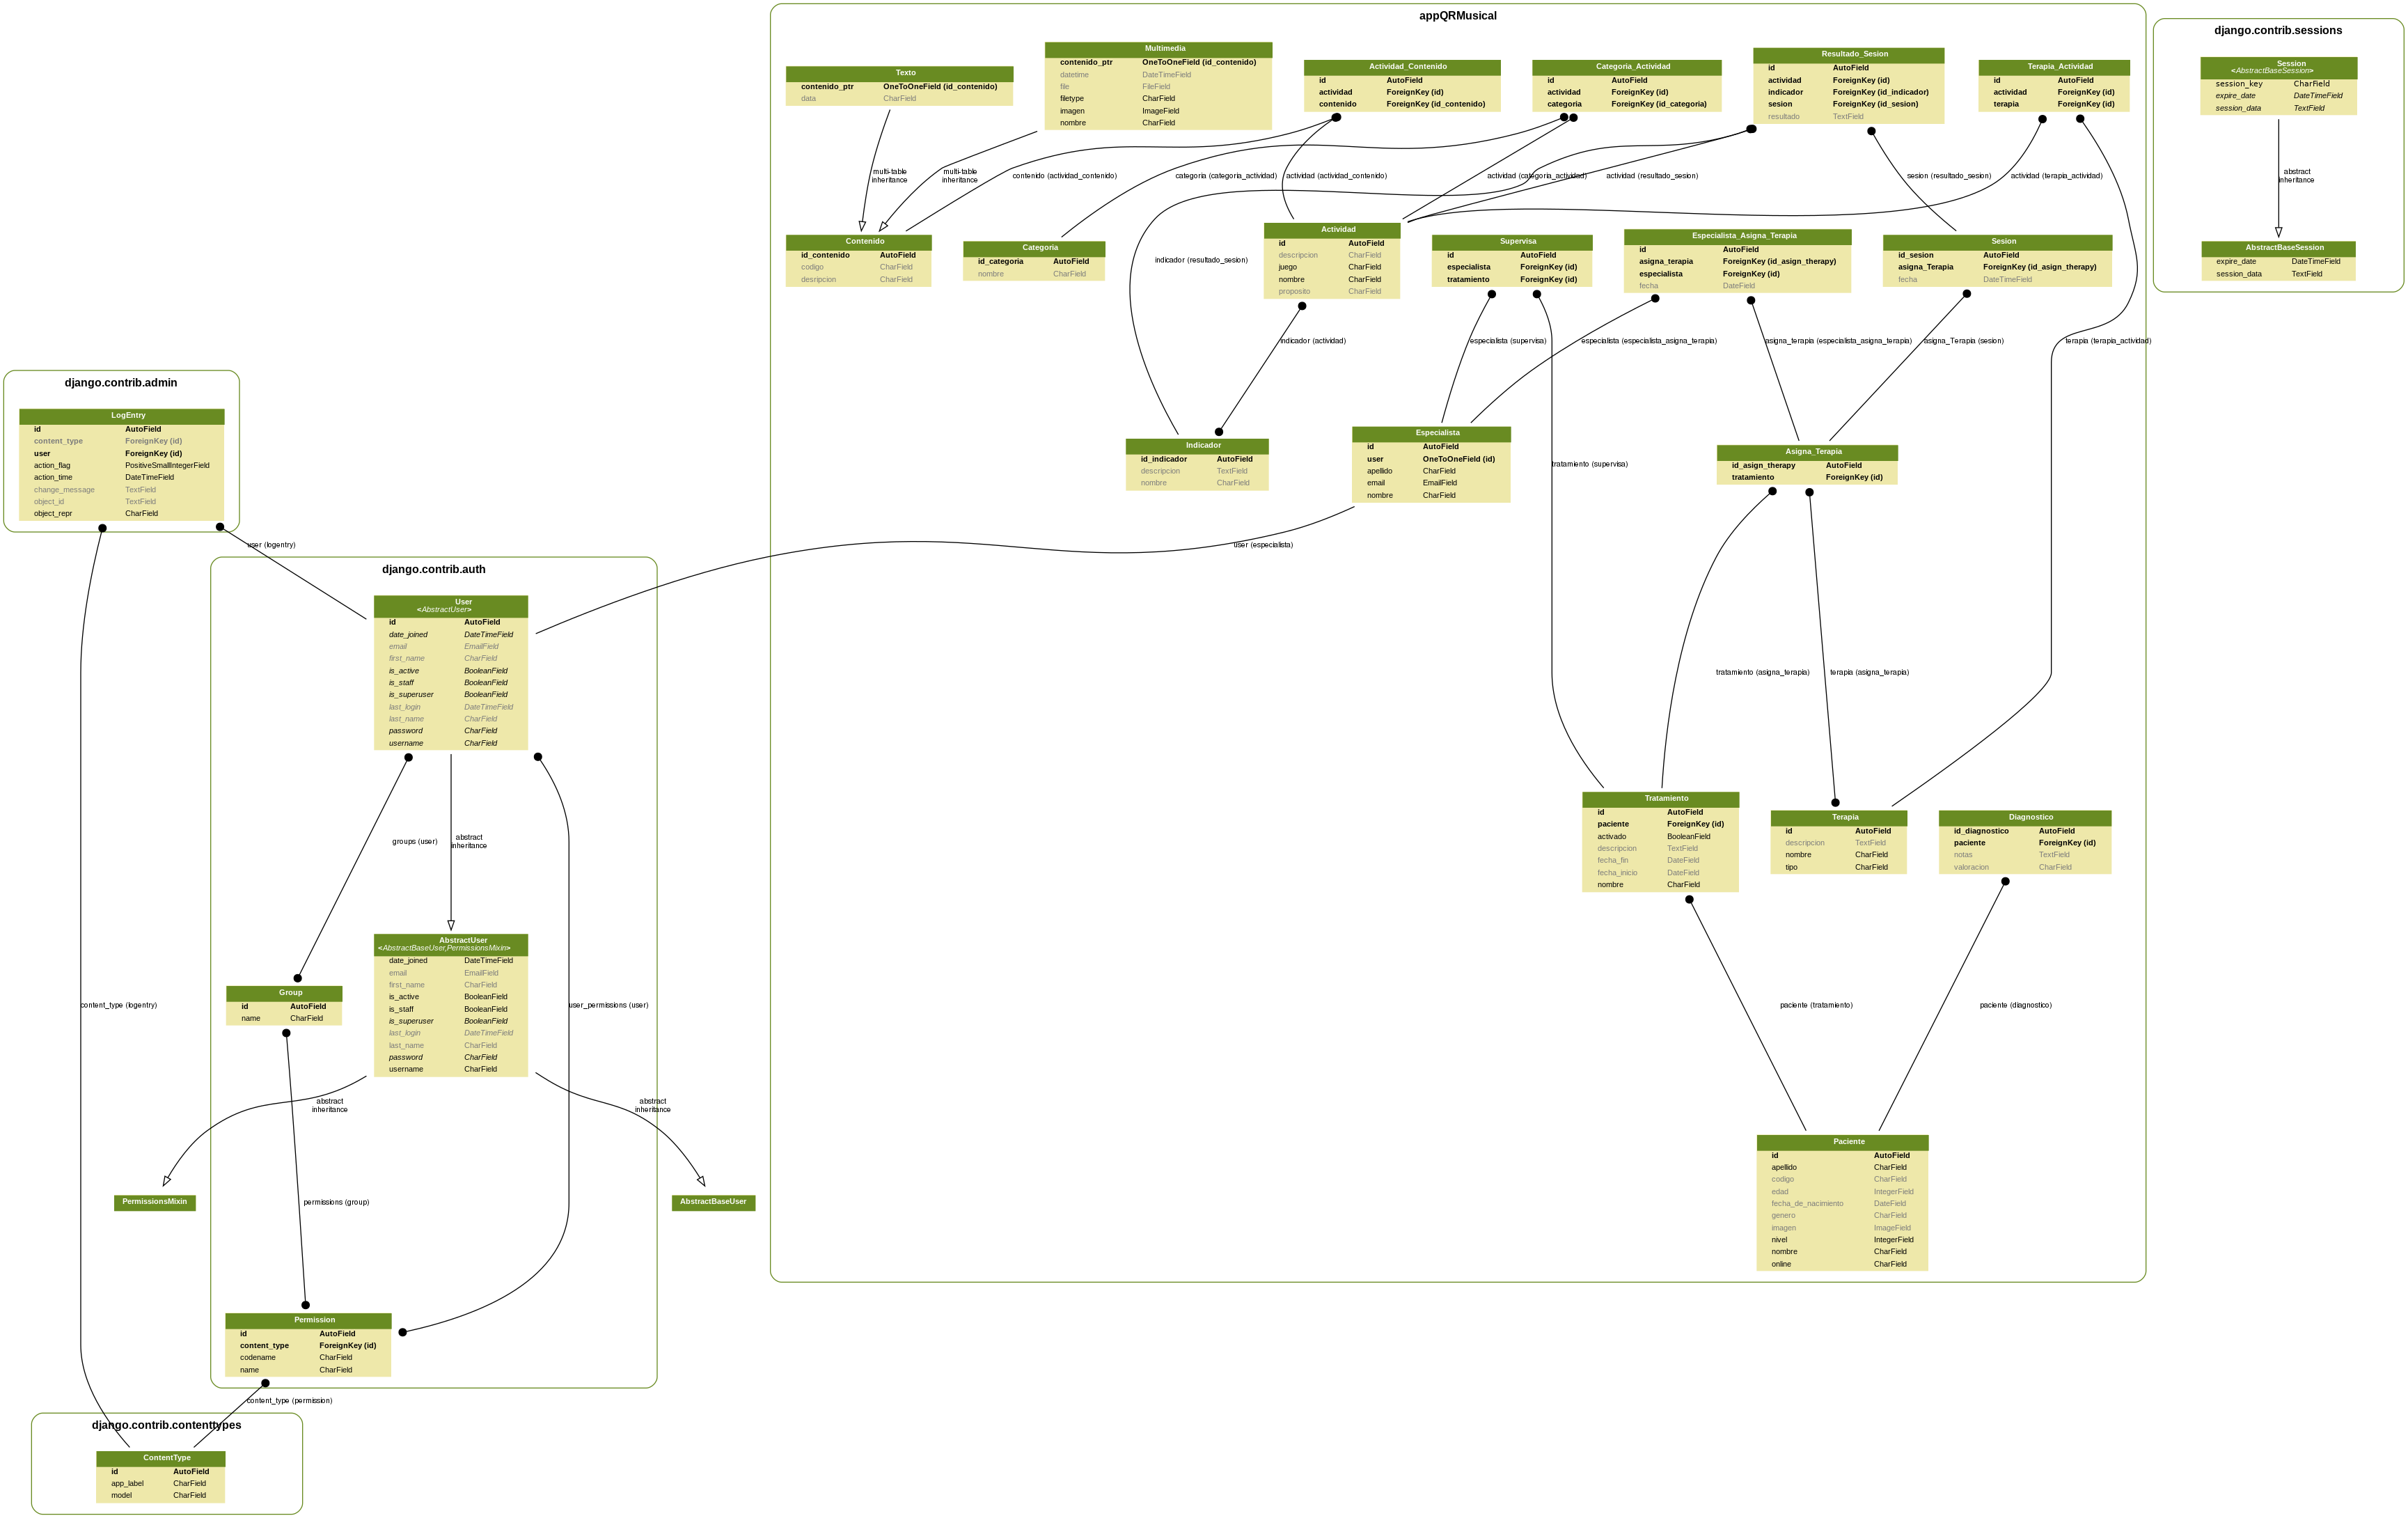 appQRMusical
Texto
contenido_ptr OneToOneField (id_contenido)
data CharField
Multimedia
contenido_ptr OneToOneField (id_contenido)
datetime DateTimeField
file FileField
filetype CharField
imagen ImageField
nombre CharField
Actividad_Contenido
id AutoField
actividad ForeignKey (id)
contenido ForeignKey (id_contenido)
Categoria_Actividad
id AutoField
actividad ForeignKey (id)
categoria ForeignKey (id_categoria)
Resultado_Sesion
id AutoField
actividad ForeignKey (id)
indicador ForeignKey (id_indicador)
sesion ForeignKey (id_sesion)
resultado TextField
Terapia_Actividad
id AutoField
actividad ForeignKey (id)
terapia ForeignKey (id)
multi-table
inheritance
multi-table
inheritance
contenido (actividad_contenido)
categoria (categoria_actividad)
actividad (actividad_contenido)
actividad (categoria_actividad)
actividad (resultado_sesion)
sesion (resultado_sesion)
actividad (terapia_actividad)
Contenido
id_contenido AutoField
codigo CharField
desripcion CharField
Categoria
id_categoria AutoField
nombre CharField
indicador (resultado_sesion)
Actividad
id AutoField
descripcion CharField
juego CharField
nombre CharField
proposito CharField
Supervisa
id AutoField
especialista ForeignKey (id)
tratamiento ForeignKey (id)
Especialista_Asigna_Terapia
id AutoField
asigna_terapia ForeignKey (id_asign_therapy)
especialista ForeignKey (id)
fecha DateField
Sesion
id_sesion AutoField
asigna_Terapia ForeignKey (id_asign_therapy)
fecha DateTimeField
indicador (actividad)
especialista (supervisa)
especialista (especialista_asigna_terapia)
asigna_terapia (especialista_asigna_terapia)
asigna_Terapia (sesion)
terapia (terapia_actividad)
Indicador
id_indicador AutoField
descripcion TextField
nombre CharField
Especialista
id AutoField
user OneToOneField (id)
apellido CharField
email EmailField
nombre CharField
tratamiento (supervisa)
Asigna_Terapia
id_asign_therapy AutoField
tratamiento ForeignKey (id)
user (especialista)
tratamiento (asigna_terapia)
terapia (asigna_terapia)
Tratamiento
id AutoField
paciente ForeignKey (id)
activado BooleanField
descripcion TextField
fecha_fin DateField
fecha_inicio DateField
nombre CharField
Terapia
id AutoField
descripcion TextField
nombre CharField
tipo CharField
Diagnostico
id_diagnostico AutoField
paciente ForeignKey (id)
notas TextField
valoracion CharField
paciente (tratamiento)
paciente (diagnostico)
Paciente
id AutoField
apellido CharField
codigo CharField
edad IntegerField
fecha_de_nacimiento DateField
genero CharField
imagen ImageField
nivel IntegerField
nombre CharField
online CharField
django.contrib.sessions
Session
<AbstractBaseSession>
session_key CharField
expire_date DateTimeField
session_data TextField
abstract
inheritance
AbstractBaseSession
expire_date DateTimeField
session_data TextField
django.contrib.admin
LogEntry
id AutoField
content_type ForeignKey (id)
user ForeignKey (id)
action_flag PositiveSmallIntegerField
action_time DateTimeField
change_message TextField
object_id TextField
object_repr CharField
user (logentry)
content_type (logentry)
django.contrib.auth
User
<AbstractUser>
id AutoField
date_joined DateTimeField
email EmailField
first_name CharField
is_active BooleanField
is_staff BooleanField
is_superuser BooleanField
last_login DateTimeField
last_name CharField
password CharField
username CharField
groups (user)
abstract
inheritance
user_permissions (user)
AbstractUser
<AbstractBaseUser,PermissionsMixin>
date_joined DateTimeField
email EmailField
first_name CharField
is_active BooleanField
is_staff BooleanField
is_superuser BooleanField
last_login DateTimeField
last_name CharField
password CharField
username CharField
Group
id AutoField
name CharField
abstract
inheritance
abstract
inheritance
PermissionsMixin
permissions (group)
AbstractBaseUser
Permission
id AutoField
content_type ForeignKey (id)
codename CharField
name CharField
content_type (permission)
django.contrib.contenttypes
ContentType
id AutoField
app_label CharField
model CharField